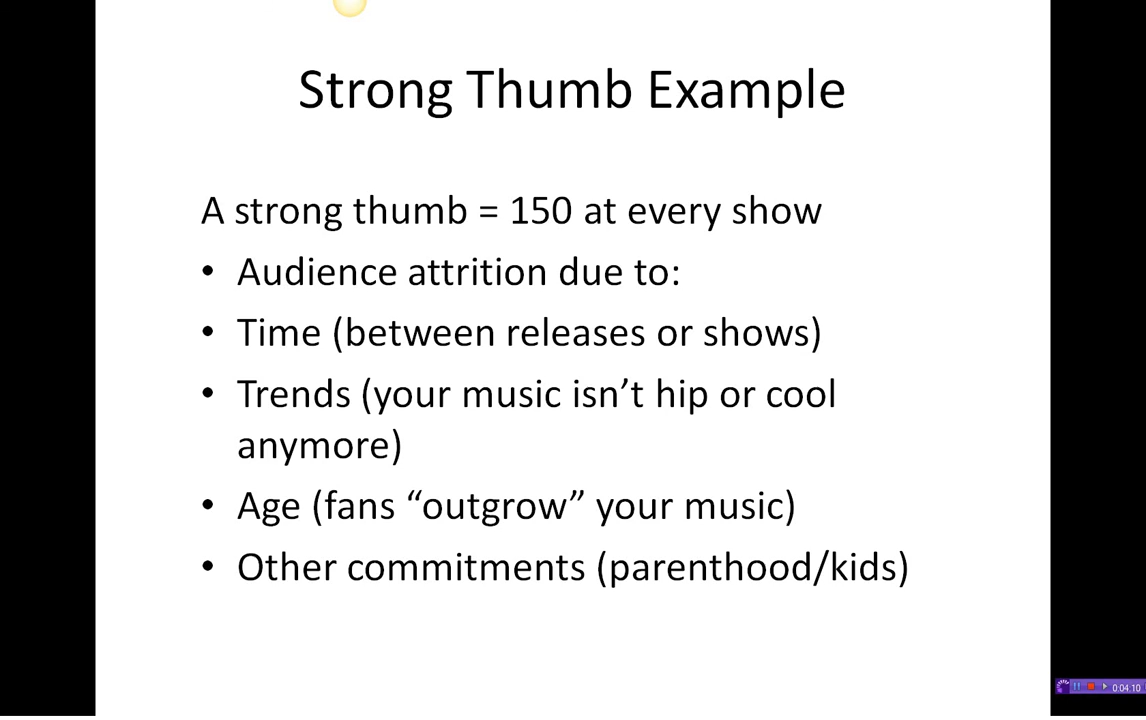 Strong Thumb Example
A strong thumb = 150 at every show
• Audience attrition due to:
• Time (between releases or shows)
• Trends (your music isn’t hip or cool
anymore)
• Age (fans “outgrow” your music)
• Other commitments (parenthood/kids)
0:04:10